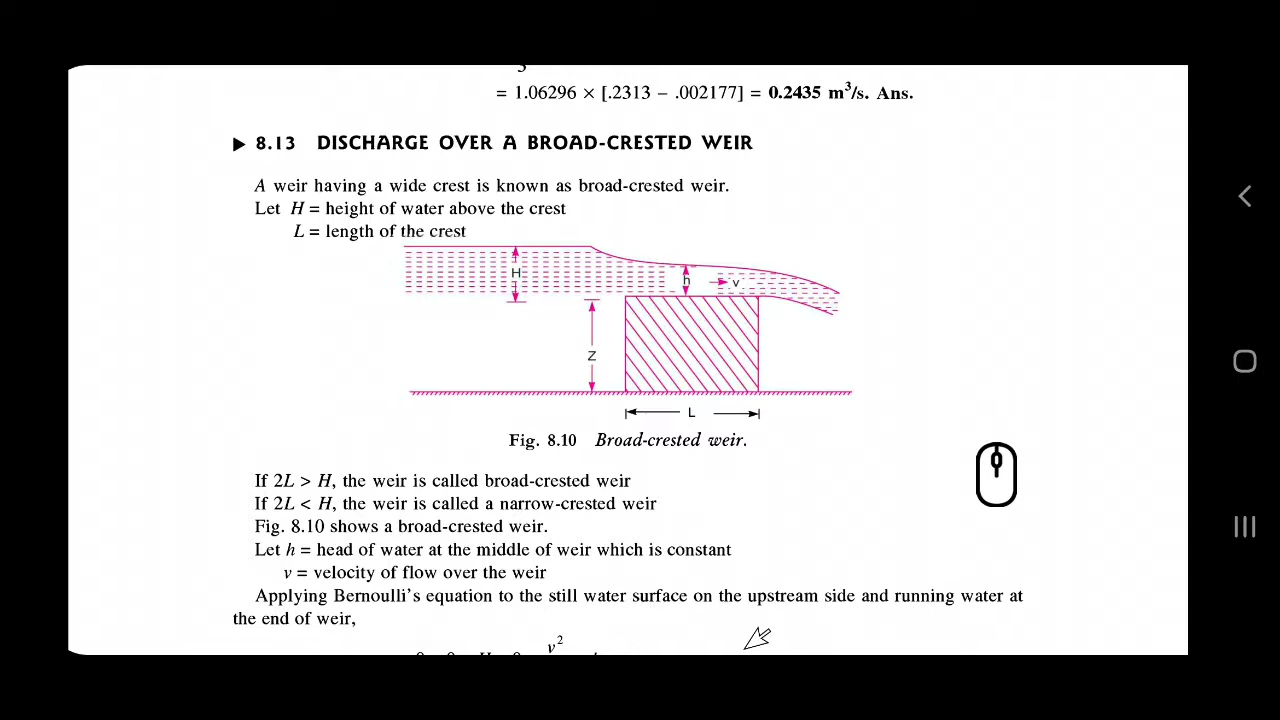 = 1.06296 × [.2313 – .002177] = 0.2435 m³/s. Ans.
8.13 DISCHARGE OVER A BROAD-CRESTED WEIR
A weir having a wide crest is known as broad-crested weir.
Let H = height of water above the crest
L = length of the crest
H
h
v
Z
L
Fig. 8.10 Broad-crested weir.
If 2L > H, the weir is called broad-crested weir
If 2L < H, the weir is called a narrow-crested weir
Fig. 8.10 shows a broad-crested weir.
Let h = head of water at the middle of weir which is constant
v = velocity of flow over the weir
Applying Bernoulli's equation to the still water surface on the upstream side and running water at
the end of weir,
v²